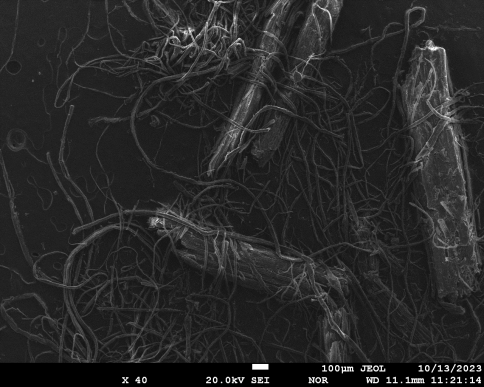 100µm JEOL 10/13/2023
X 40 20.0kV SEI NOR WD 11.1mm 11:21:14